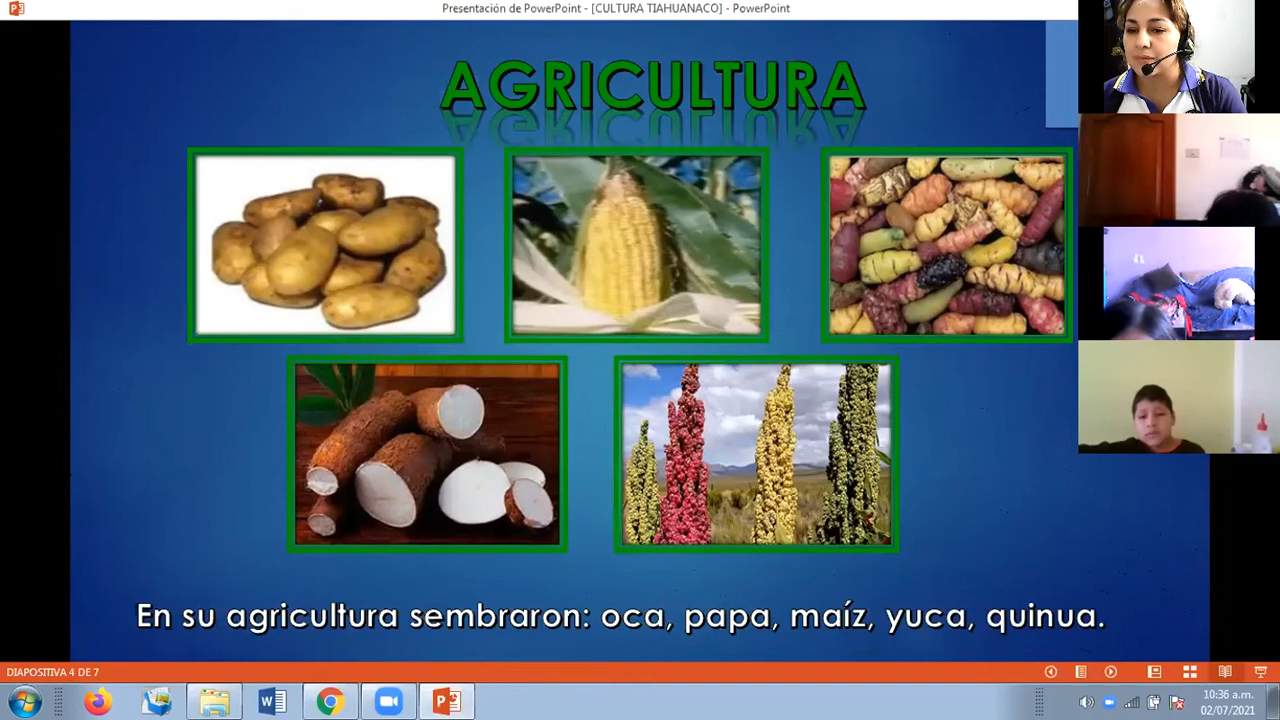 Presentación de PowerPoint - [CULTURA TIAHUANACO] - PowerPoint
AGRICULTURA
En su agricultura sembraron: oca, papa, maíz, yuca, quinua.
DIAPOSITIVA 4 DE 7
10:36 a.m.
02/07/2021